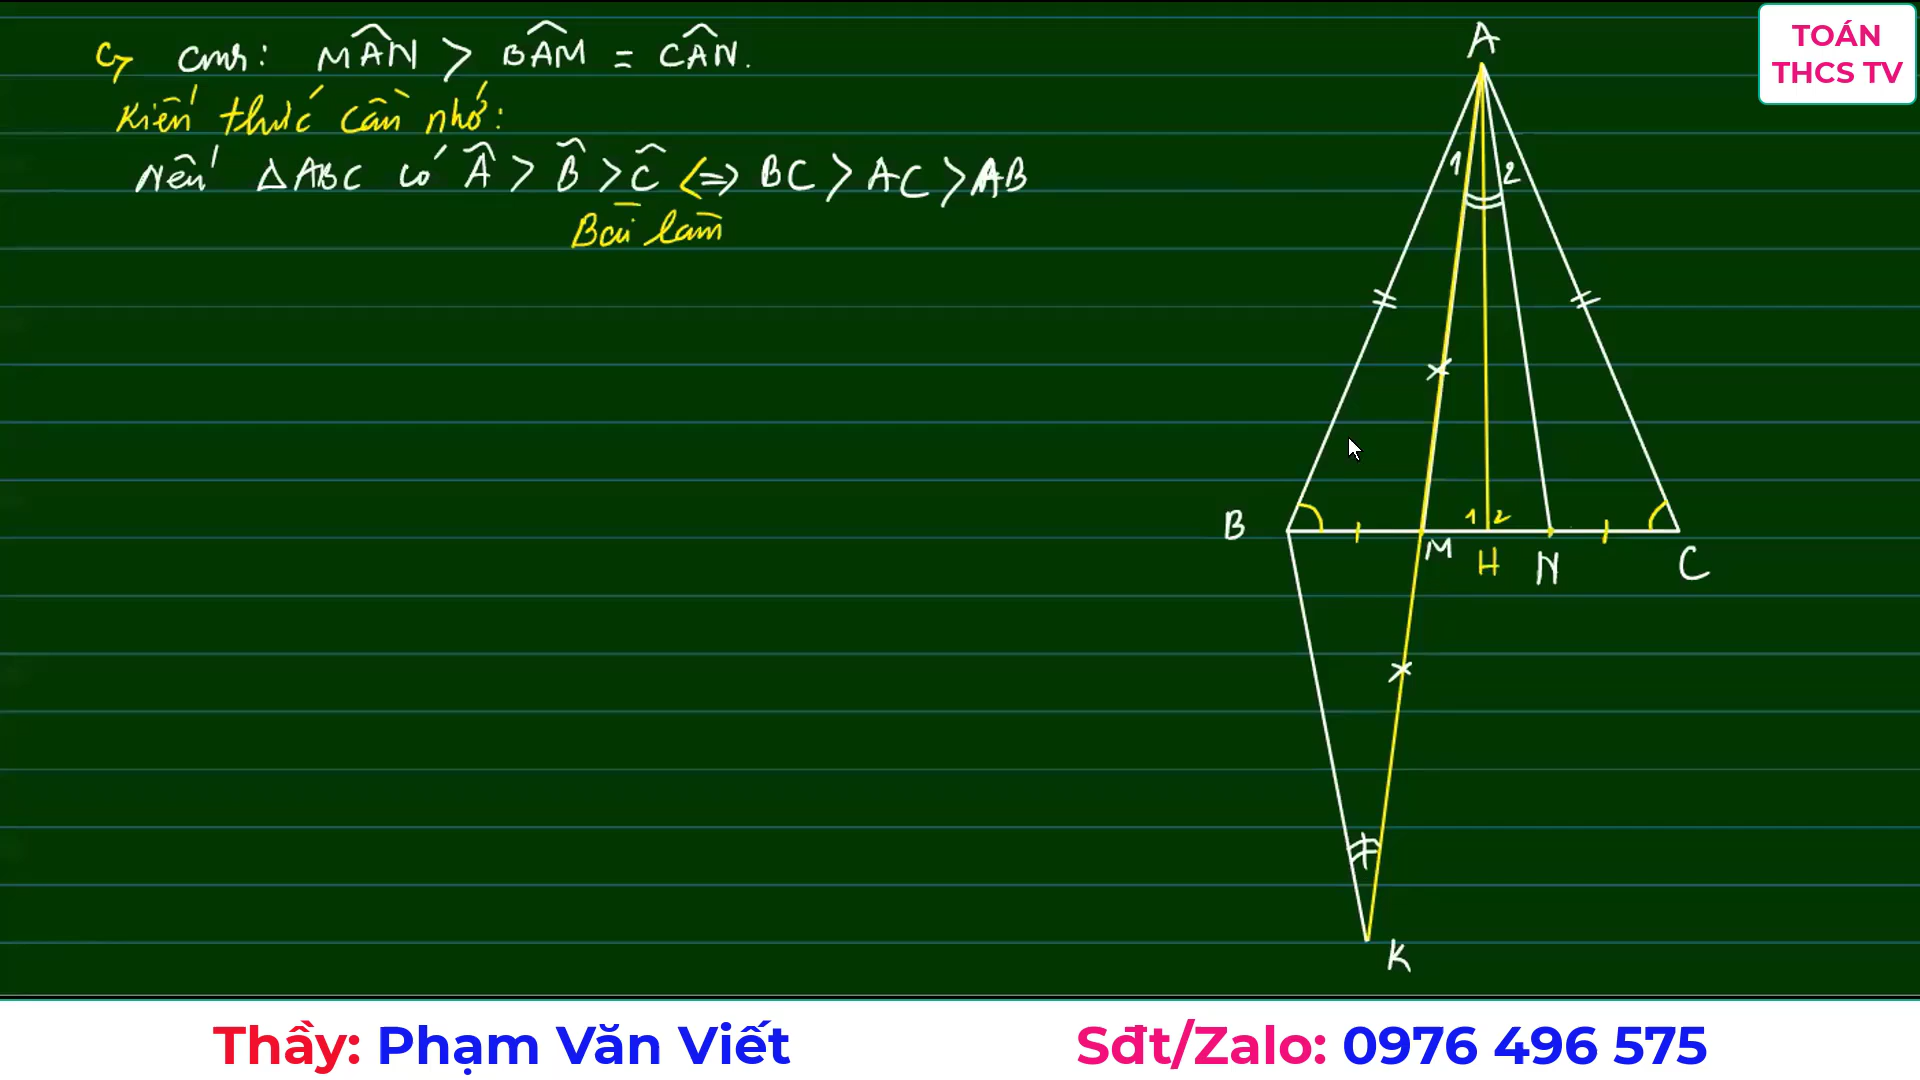 c, cmr: MÂN > BÂM = CÂN.
Kiến thức cần nhớ:
Nếu ΔABC có Â > B̂ > Ĉ <=> BC > AC > AB
Bài làm
TOÁN
THCS TV
A
1 2
B
1 2
M
H
N
C
K
Thầy: Phạm Văn Viết
Sđt/Zalo: 0976 496 575